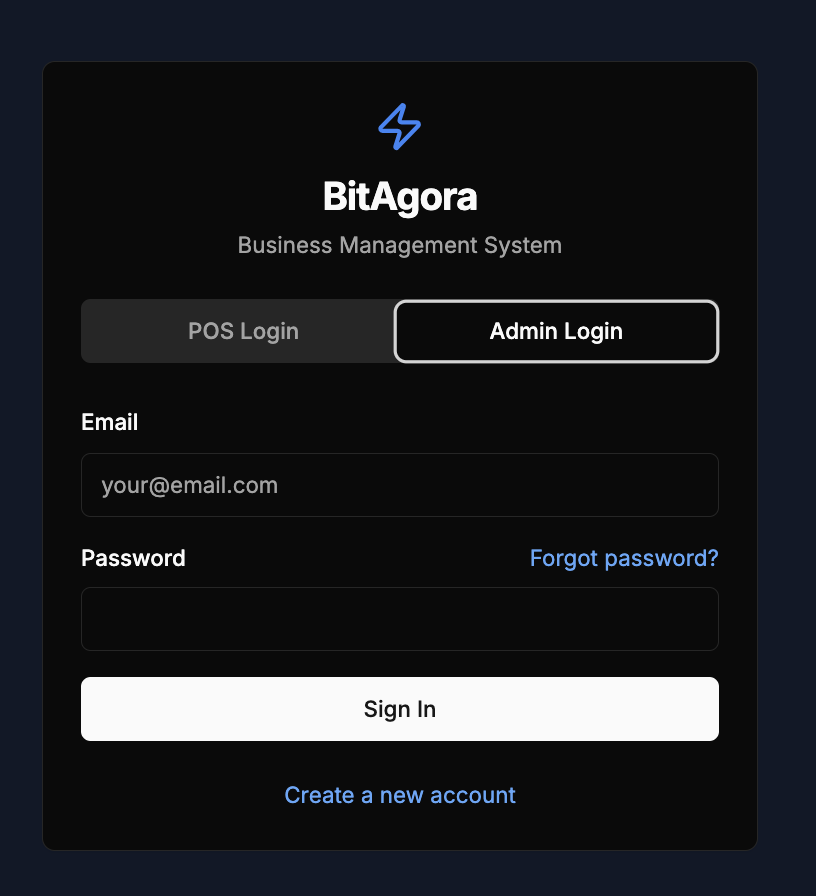 BitAgora
Business Management System
POS Login
Admin Login
Email
your@email.com
Password
Forgot password?
Sign In
Create a new account